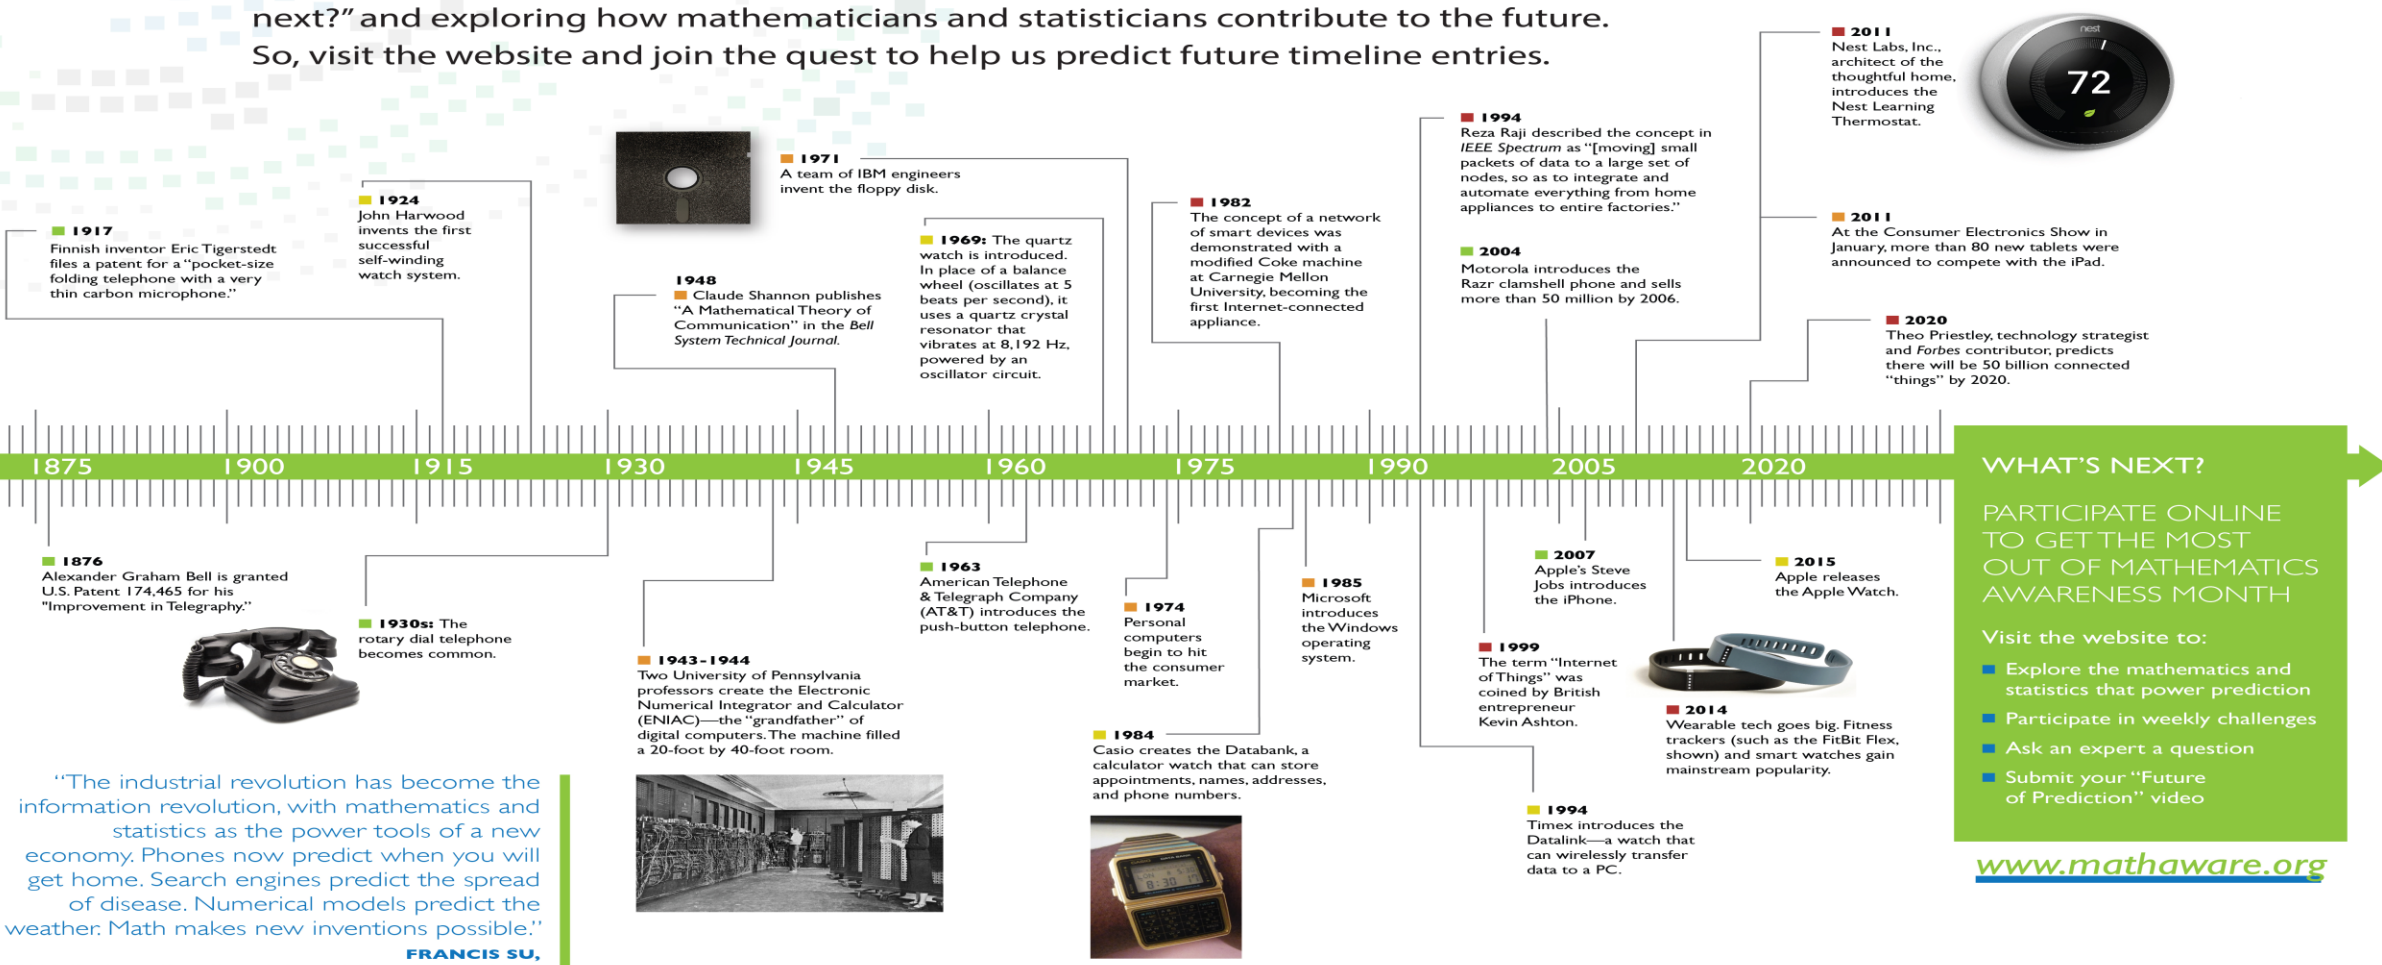 next?” and exploring how mathematicians and statisticians contribute to the future.
So, visit the website and join the quest to help us predict future timeline entries.
1917
Finnish inventor Eric Tigerstedt
files a patent for a “pocket-size
folding telephone with a very
thin carbon microphone.”
1924
John Harwood
invents the first
successful
self-winding
watch system.
1971
A team of IBM engineers
invent the floppy disk.
1948
Claude Shannon publishes
“A Mathematical Theory of
Communication” in the Bell
System Technical Journal.
1969: The quartz
watch is introduced.
In place of a balance
wheel (oscillates at 5
beats per second), it
uses a quartz crystal
resonator that
vibrates at 8,192 Hz,
powered by an
oscillator circuit.
1982
The concept of a network
of smart devices was
demonstrated with a
modified Coke machine
at Carnegie Mellon
University, becoming the
first Internet-connected
appliance.
1994
Reza Raji described the concept in
IEEE Spectrum as “[moving] small
packets of data to a large set of
nodes, so as to integrate and
automate everything from home
appliances to entire factories.”
2004
Motorola introduces the
Razr clamshell phone and sells
more than 50 million by 2006.
2011
Nest Labs, Inc.,
architect of the
thoughtful home,
introduces the
Nest Learning
Thermostat.
nest
72
2011
At the Consumer Electronics Show in
January, more than 80 new tablets were
announced to compete with the iPad.
2020
Theo Priestley, technology strategist
and Forbes contributor, predicts
there will be 50 billion connected
“things” by 2020.
1875 1900 1915 1930 1945 1960 1975 1990 2005 2020
1876
Alexander Graham Bell is granted
U.S. Patent 174,465 for his
"Improvement in Telegraphy.”
1930s: The
rotary dial telephone
becomes common.
1943-1944
Two University of Pennsylvania
professors create the Electronic
Numerical Integrator and Calculator
(ENIAC)—the “grandfather” of
digital computers. The machine filled
a 20-foot by 40-foot room.
1963
American Telephone
& Telegraph Company
(AT&T) introduces the
push-button telephone.
1974
Personal
computers
begin to hit
the consumer
market.
1984
Casio creates the Databank, a
calculator watch that can store
appointments, names, addresses,
and phone numbers.
8:30
1985
Microsoft
introduces
the Windows
operating
system.
1999
The term “Internet
of Things” was
coined by British
entrepreneur
Kevin Ashton.
2007
Apple’s Steve
Jobs introduces
the iPhone.
2015
Apple releases
the Apple Watch.
2014
Wearable tech goes big. Fitness
trackers (such as the FitBit Flex,
shown) and smart watches gain
mainstream popularity.
1994
Timex introduces the
Datalink—a watch that
can wirelessly transfer
data to a PC.
“The industrial revolution has become the
information revolution, with mathematics and
statistics as the power tools of a new
economy. Phones now predict when you will
get home. Search engines predict the spread
of disease. Numerical models predict the
weather. Math makes new inventions possible.”
FRANCIS SU,
WHAT’S NEXT?
PARTICIPATE ONLINE
TO GET THE MOST
OUT OF MATHEMATICS
AWARENESS MONTH
Visit the website to:
Explore the mathematics and
statistics that power prediction
Participate in weekly challenges
Ask an expert a question
Submit your “Future
of Prediction” video
www.mathaware.org